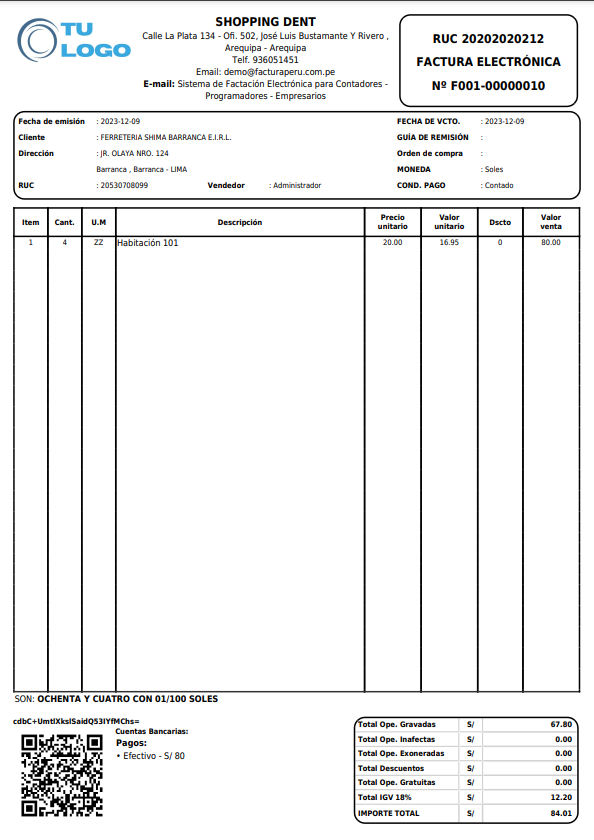 TU
LOGO
SHOPPING DENT
Calle La Plata 134 - Ofi. 502, José Luis Bustamante Y Rivero ,
Arequipa - Arequipa
Telf. 936051451
Email: demo@facturaperu.com.pe
E-mail: Sistema de Factación Electrónica para Contadores -
Programadores - Empresarios
RUC 20202020212
FACTURA ELECTRÓNICA
Nº F001-00000010
Fecha de emisión : 2023-12-09 FECHA DE VCTO. : 2023-12-09
Cliente : FERRETERIA SHIMA BARRANCA E.I.R.L. GUÍA DE REMISIÓN :
Dirección : JR. OLAYA NRO. 124 Orden de compra :
Barranca , Barranca - LIMA MONEDA : Soles
RUC : 20530708099 Vendedor : Administrador COND. PAGO : Contado
Item Cant. U.M Descripción Precio unitario Valor unitario Dscto Valor venta
1 4 ZZ Habitación 101 20.00 16.95 0 80.00
SON: OCHENTA Y CUATRO CON 01/100 SOLES
cdbC+UmtlXkslSaidQ53IYfMChs=
Cuentas Bancarias:
Pagos:
• Efectivo - S/ 80
Total Ope. Gravadas S/ 67.80
Total Ope. Inafectas S/ 0.00
Total Ope. Exoneradas S/ 0.00
Total Descuentos S/ 0.00
Total Ope. Gratuitas S/ 0.00
Total IGV 18% S/ 12.20
IMPORTE TOTAL S/ 84.01